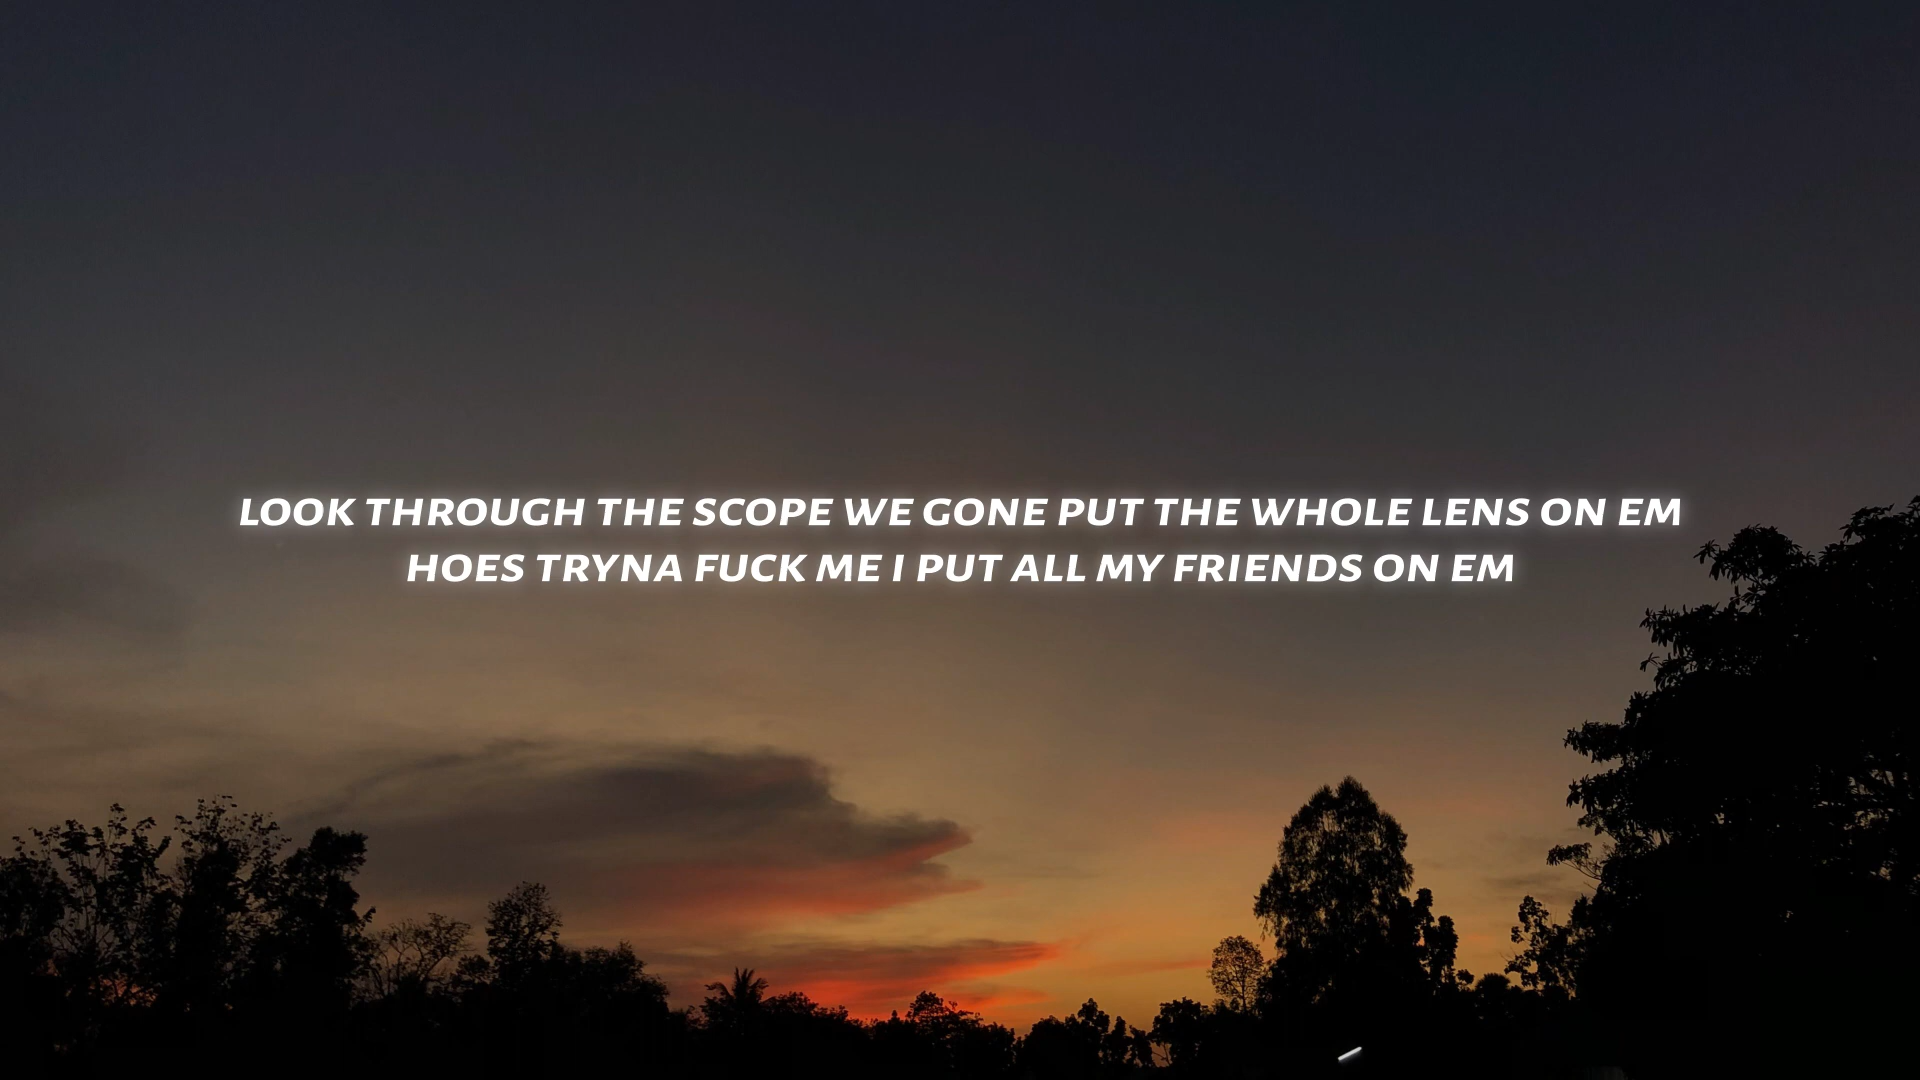 LOOK THROUGH THE SCOPE WE GONE PUT THE WHOLE LENS ON EM
HOES TRYNA FUCK ME I PUT ALL MY FRIENDS ON EM